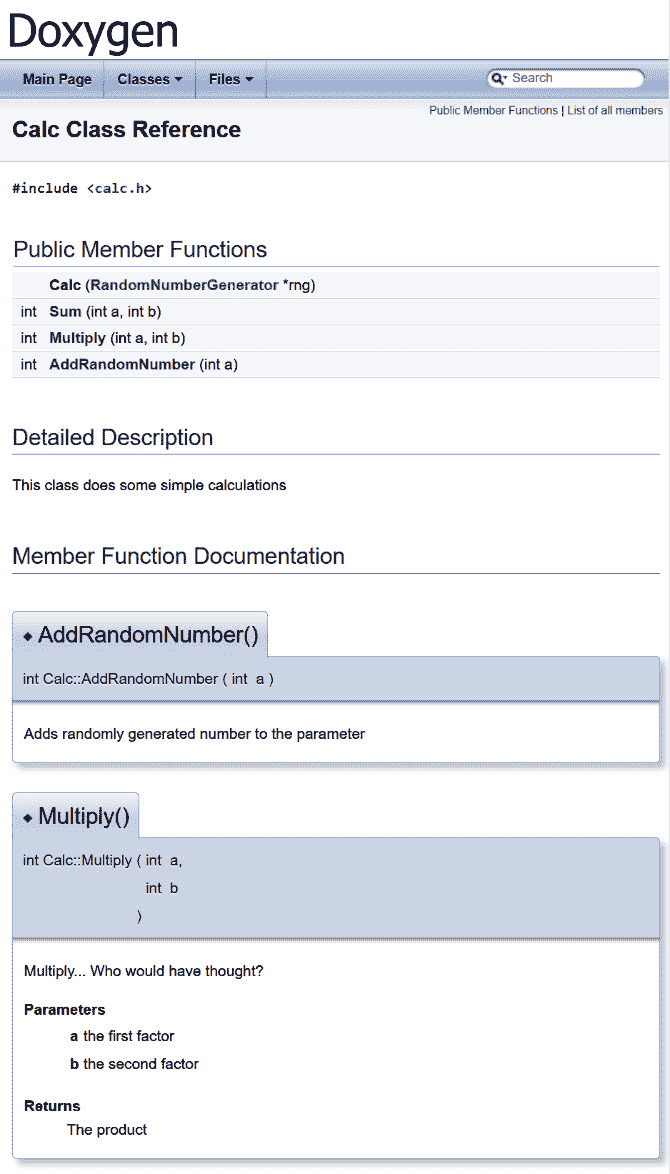 Doxygen
Main Page Classes Files Search
Public Member Functions | List of all members
Calc Class Reference
#include <calc.h>
Public Member Functions
Calc (RandomNumberGenerator *rng)
int Sum (int a, int b)
int Multiply (int a, int b)
int AddRandomNumber (int a)
Detailed Description
This class does some simple calculations
Member Function Documentation
◆ AddRandomNumber()
int Calc::AddRandomNumber ( int a )
Adds randomly generated number to the parameter
◆ Multiply()
int Calc::Multiply ( int a,
int b
)
Multiply... Who would have thought?
Parameters
a the first factor
b the second factor
Returns
The product